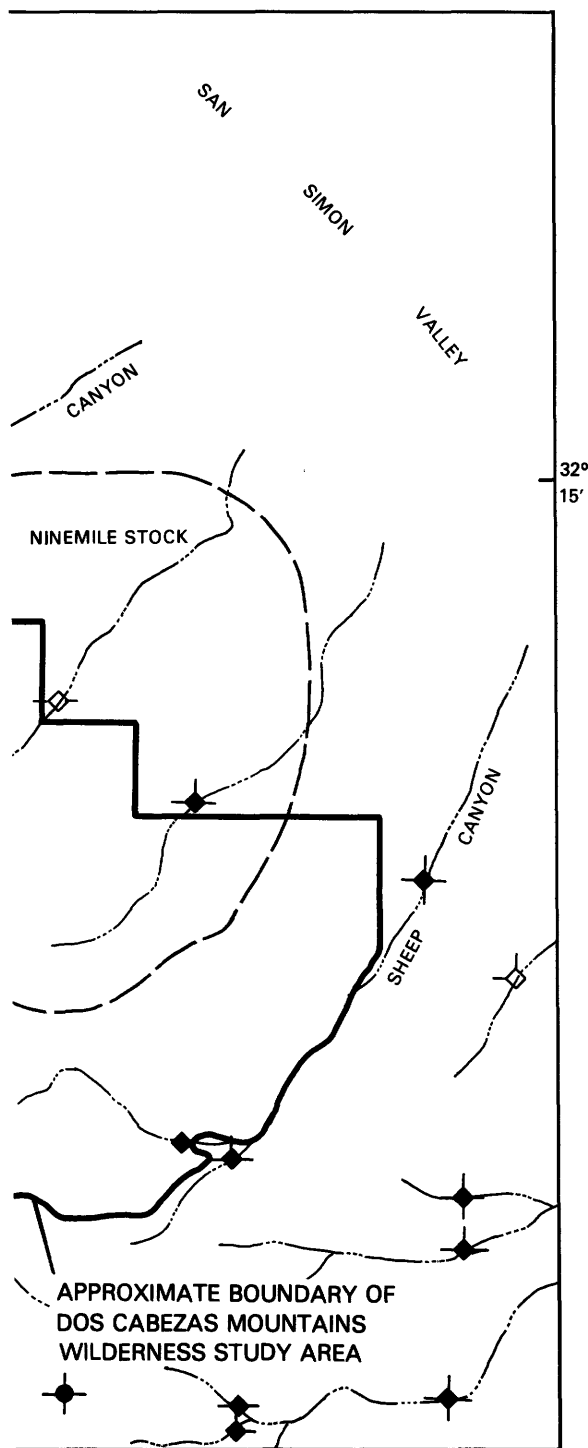 SAN
SIMON
VALLEY
CANYON
32°
15'
NINEMILE STOCK
CANYON
SHEEP
APPROXIMATE BOUNDARY OF
DOS CABEZAS MOUNTAINS
WILDERNESS STUDY AREA